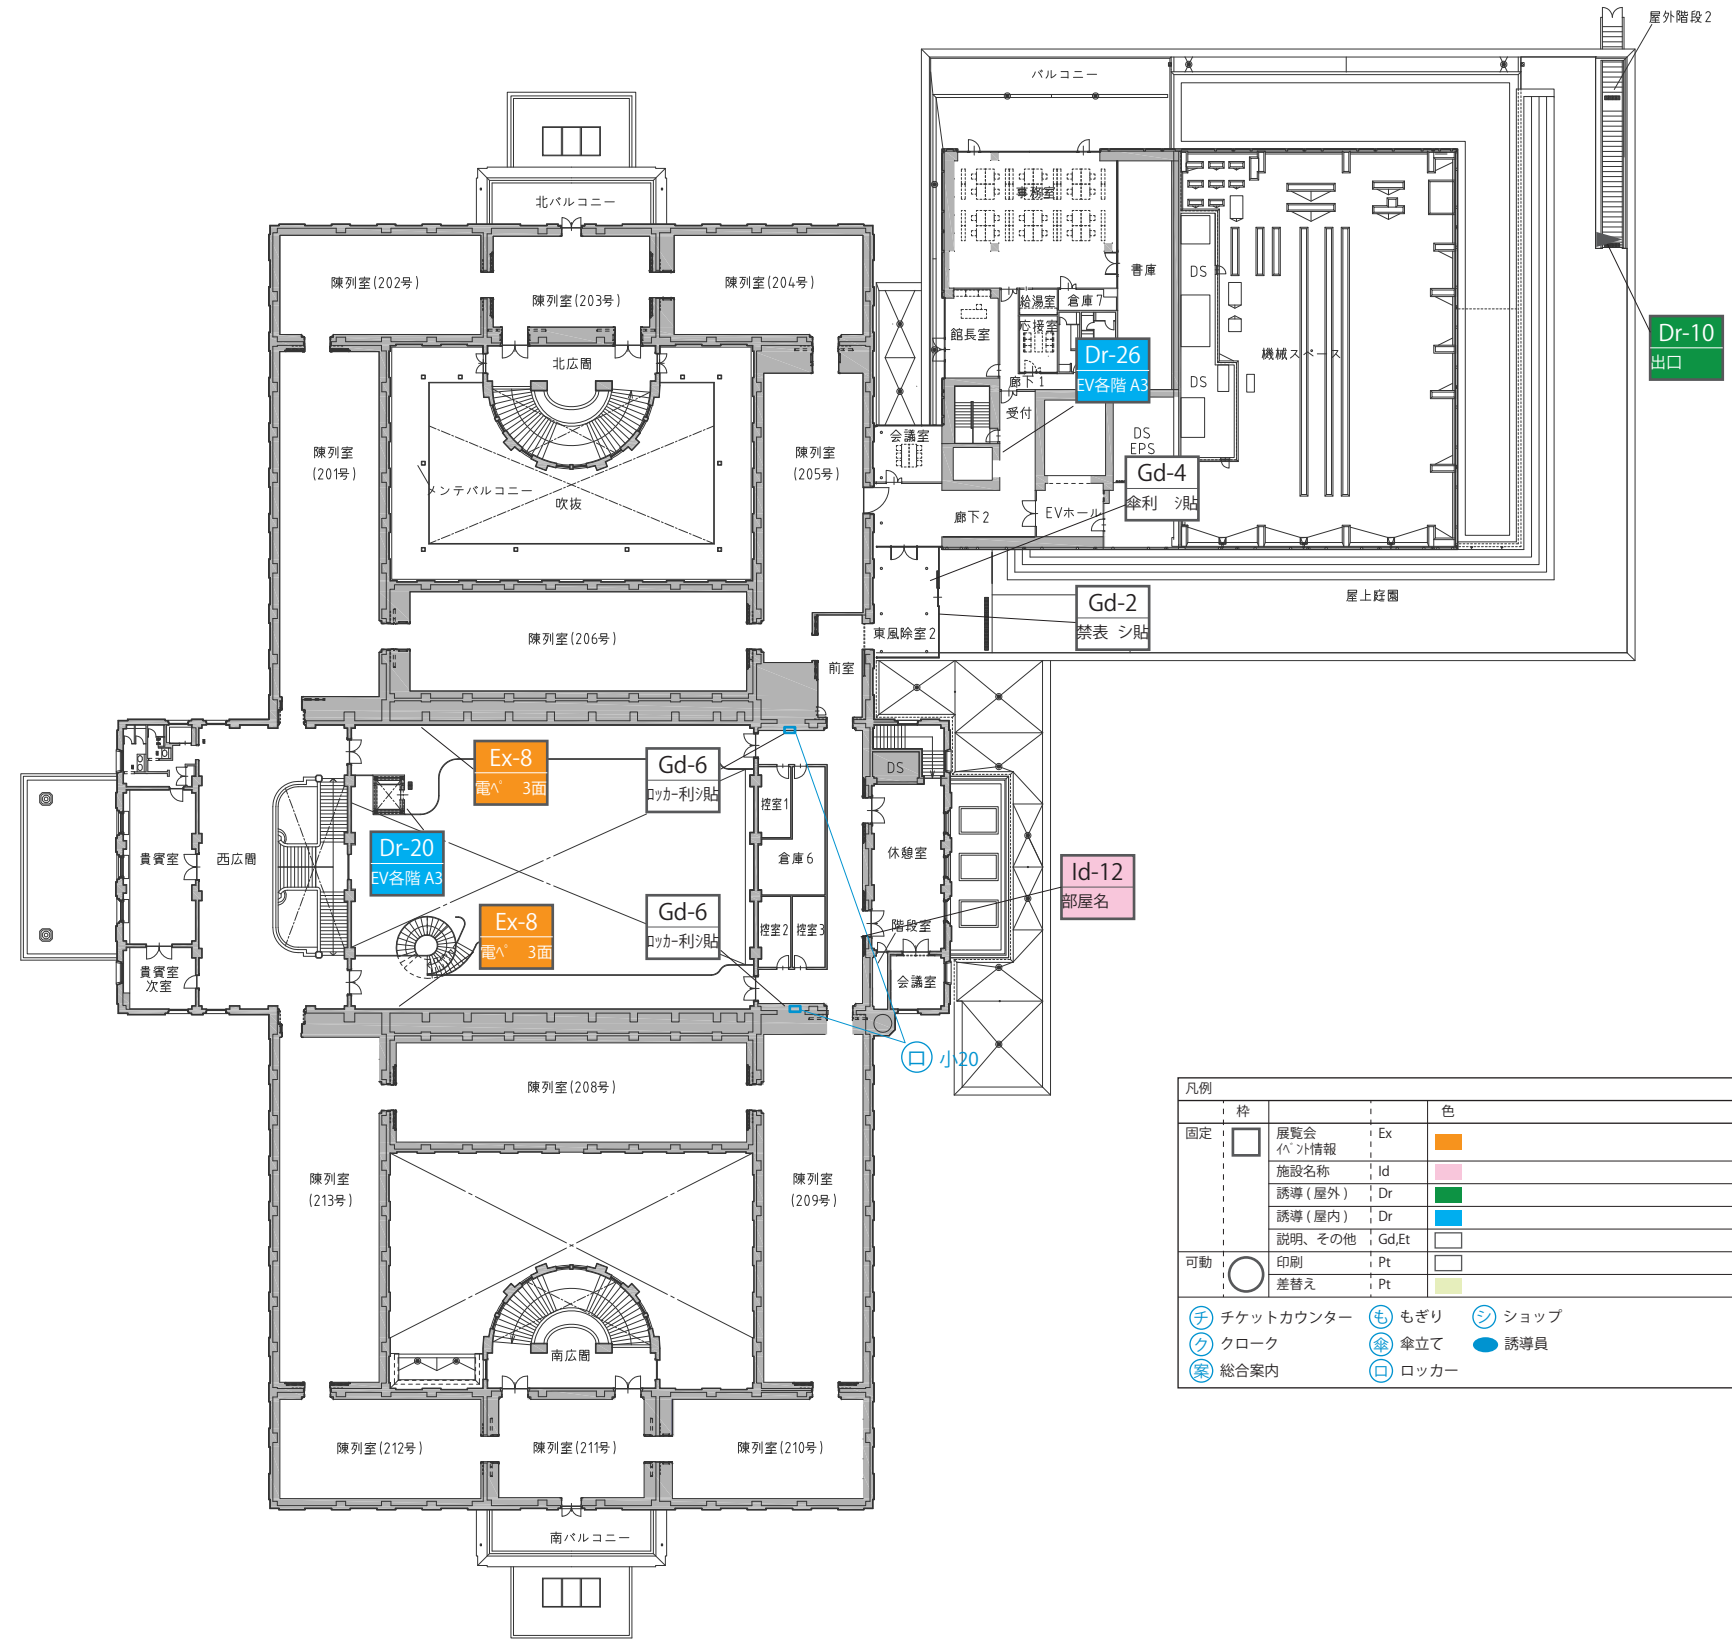 屋外階段2
バルコニー
北バルコニー
事務室
陳列室(202号)
陳列室(203号)
陳列室(204号)
書庫
DS
給湯室
倉庫7
応接室
館長室
Dr-10
出口
機械スペース
Dr-26
EV各階 A3
北広間
廊下1
DS
受付
陳列室
(201号)
陳列室
(205号)
会議室
DS
EPS
メンテバルコニー
吹抜
Gd-4
傘利 ｼ貼
廊下2
EVホール
Gd-2
禁表 シ貼
屋上庭園
陳列室(206号)
東風除室2
前室
Ex-8
電ペ 3面
Gd-6
ロッカー利ｼ貼
DS
控室1
Dr-20
EV各階 A3
貴賓室
西広間
倉庫6
休憩室
Id-12
部屋名
Ex-8
電ペ 3面
Gd-6
ロッカー利ｼ貼
控室2
控室3
階段室
貴賓室
次室
会議室
ロ 小20
陳列室(208号)
陳列室
(213号)
陳列室
(209号)
南広間
陳列室(212号)
陳列室(211号)
陳列室(210号)
南バルコニー
凡例
枠 色
固定 展覧会 Ex
ｲﾍﾞﾝﾄ情報
施設名称 Id
誘導(屋外) Dr
誘導(屋内) Dr
説明、その他 Gd,Et
可動 印刷 Pt
差替え Pt
チ チケットカウンター も もぎり シ ショップ
ク クローク 傘 傘立て 誘導員
案 総合案内 ロ ロッカー